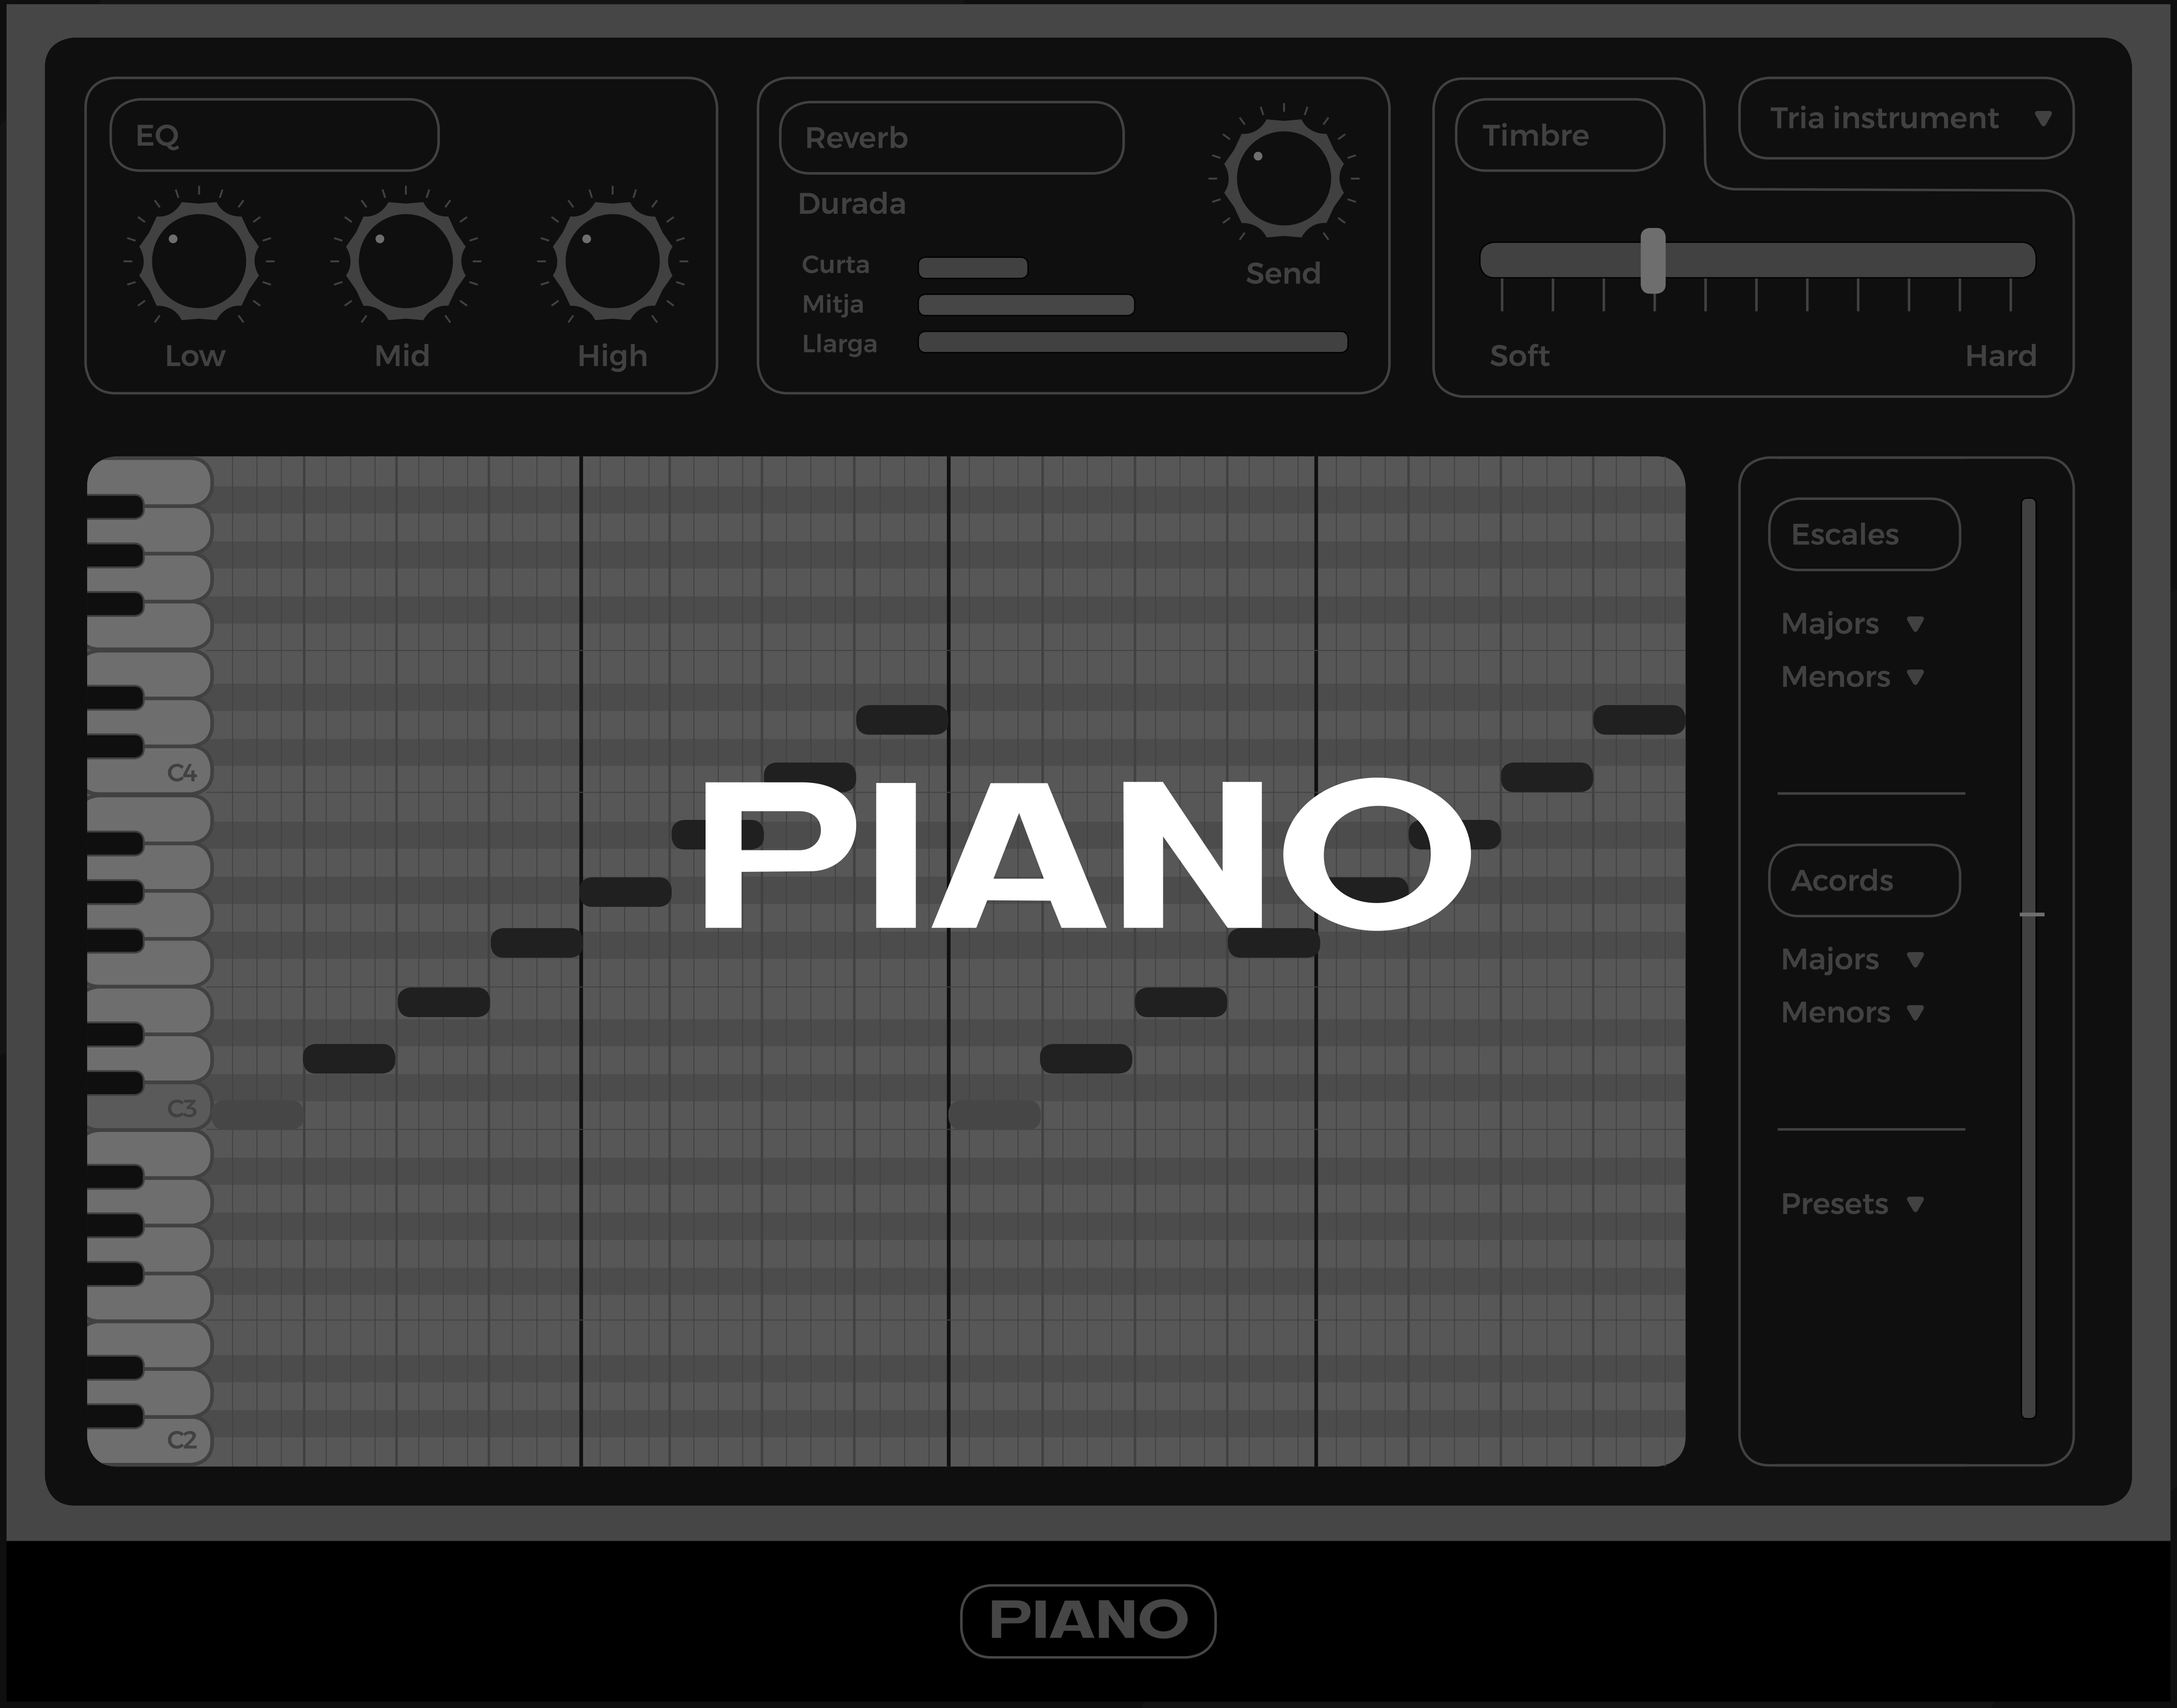 EQ
Low
Mid
High
Reverb
Durada
Curta
Mitja
Llarga
Send
Timbre
Tria instrument
Soft
Hard
C4
C3
C2
PIANO
Escales
Majors
Menors
Acords
Majors
Menors
Presets
PIANO